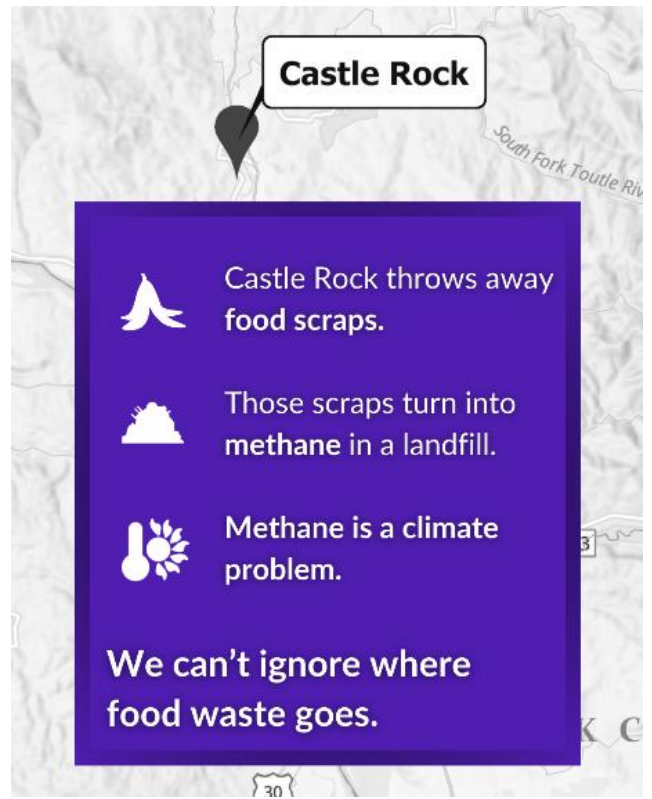 Castle Rock
South Fork Toutle Riv
Castle Rock throws away
food scraps.
Those scraps turn into
methane in a landfill.
Methane is a climate
problem.
3
We can't ignore where
food waste goes.
K C
30